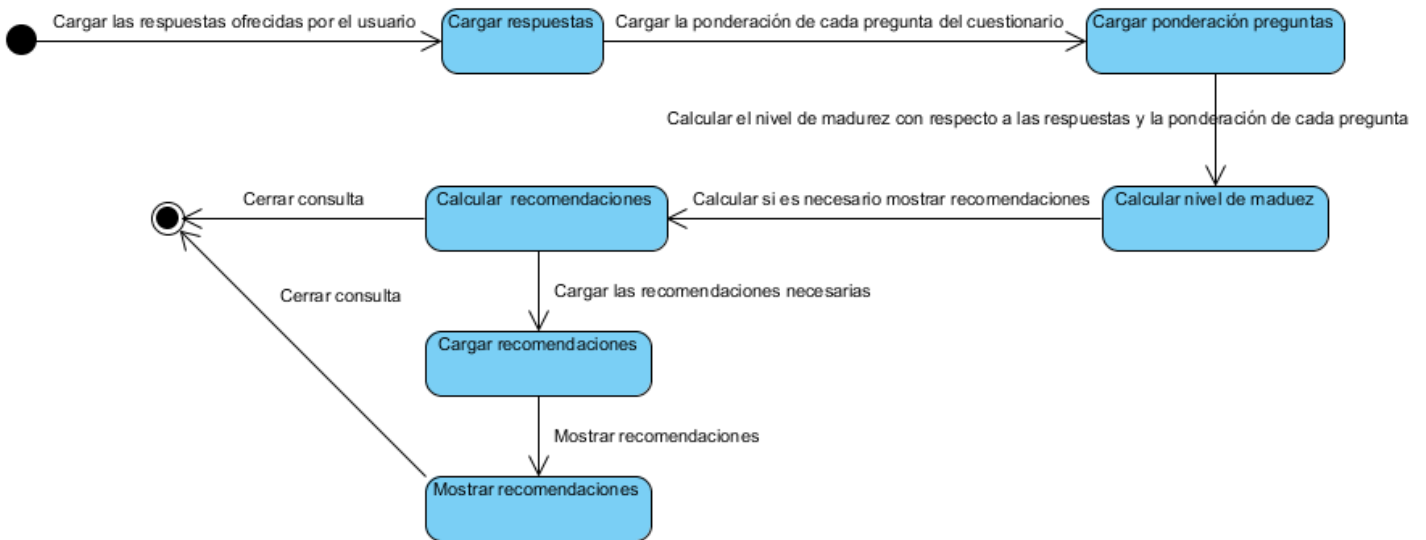 Cargar las respuestas ofrecidas por el usuario
Cargar respuestas
Cargar la ponderación de cada pregunta del cuestionario
Cargar ponderación preguntas
Calcular el nivel de madurez con respecto a las respuestas y la ponderación de cada pregunta
Cerrar consulta
Calcular recomendaciones
Calcular si es necesario mostrar recomendaciones
Calcular nivel de maduez
Cerrar consulta
Cargar las recomendaciones necesarias
Cargar recomendaciones
Mostrar recomendaciones
Mostrar recomendaciones